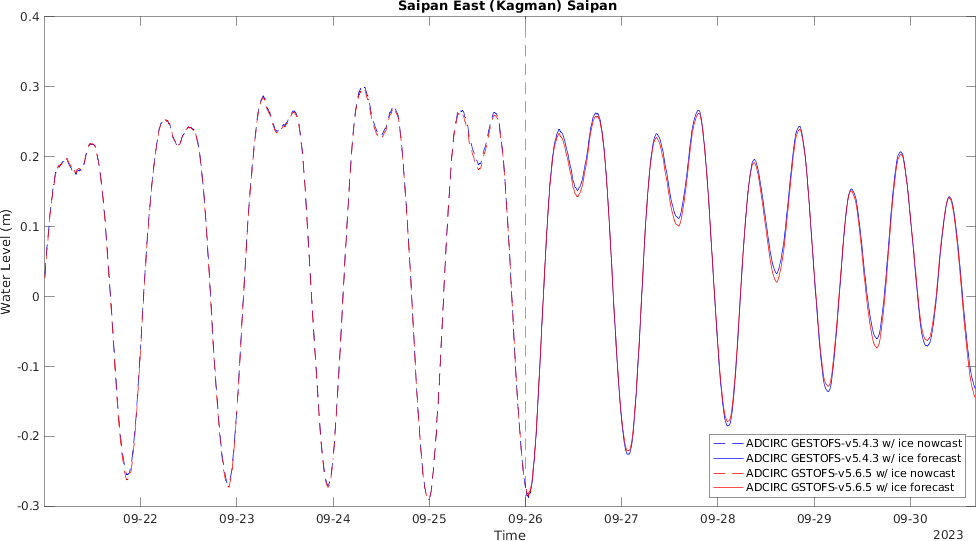 Saipan East (Kagman) Saipan
0.4
0.3
0.2
0.1
0
-0.1
-0.2
-0.3
Water Level (m)
09-22
09-23
09-24
09-25
09-26
09-27
09-28
09-29
09-30
Time
2023
ADCIRC GESTOFS-v5.4.3 w/ ice nowcast
ADCIRC GESTOFS-v5.4.3 w/ ice forecast
ADCIRC GSTOFS-v5.6.5 w/ ice nowcast
ADCIRC GSTOFS-v5.6.5 w/ ice forecast